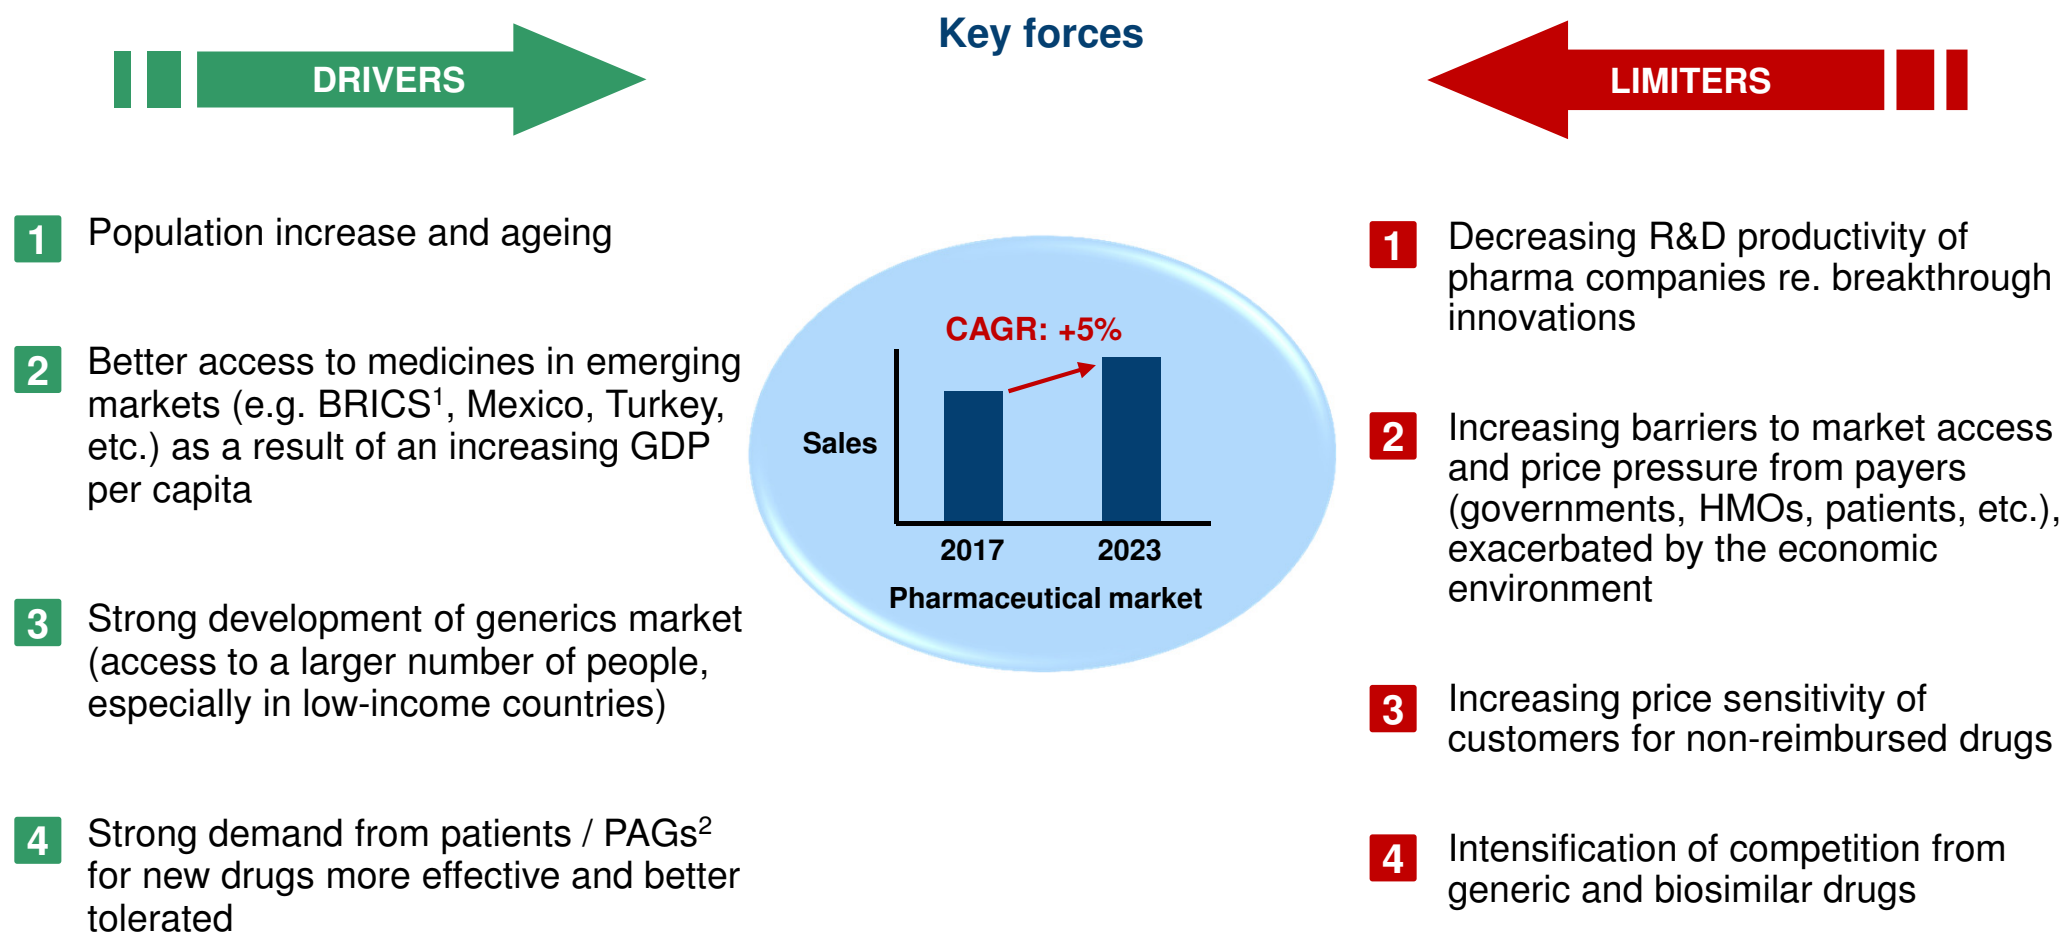 Key forces
DRIVERS
LIMITERS
1
Population increase and ageing
2
Better access to medicines in emerging
markets (e.g. BRICS¹, Mexico, Turkey,
etc.) as a result of an increasing GDP
per capita
3
Strong development of generics market
(access to a larger number of people,
especially in low-income countries)
4
Strong demand from patients / PAGs²
for new drugs more effective and better
tolerated
CAGR: +5%
Sales
2017 2023
Pharmaceutical market
1
Decreasing R&D productivity of
pharma companies re. breakthrough
innovations
2
Increasing barriers to market access
and price pressure from payers
(governments, HMOs, patients, etc.),
exacerbated by the economic
environment
3
Increasing price sensitivity of
customers for non-reimbursed drugs
4
Intensification of competition from
generic and biosimilar drugs